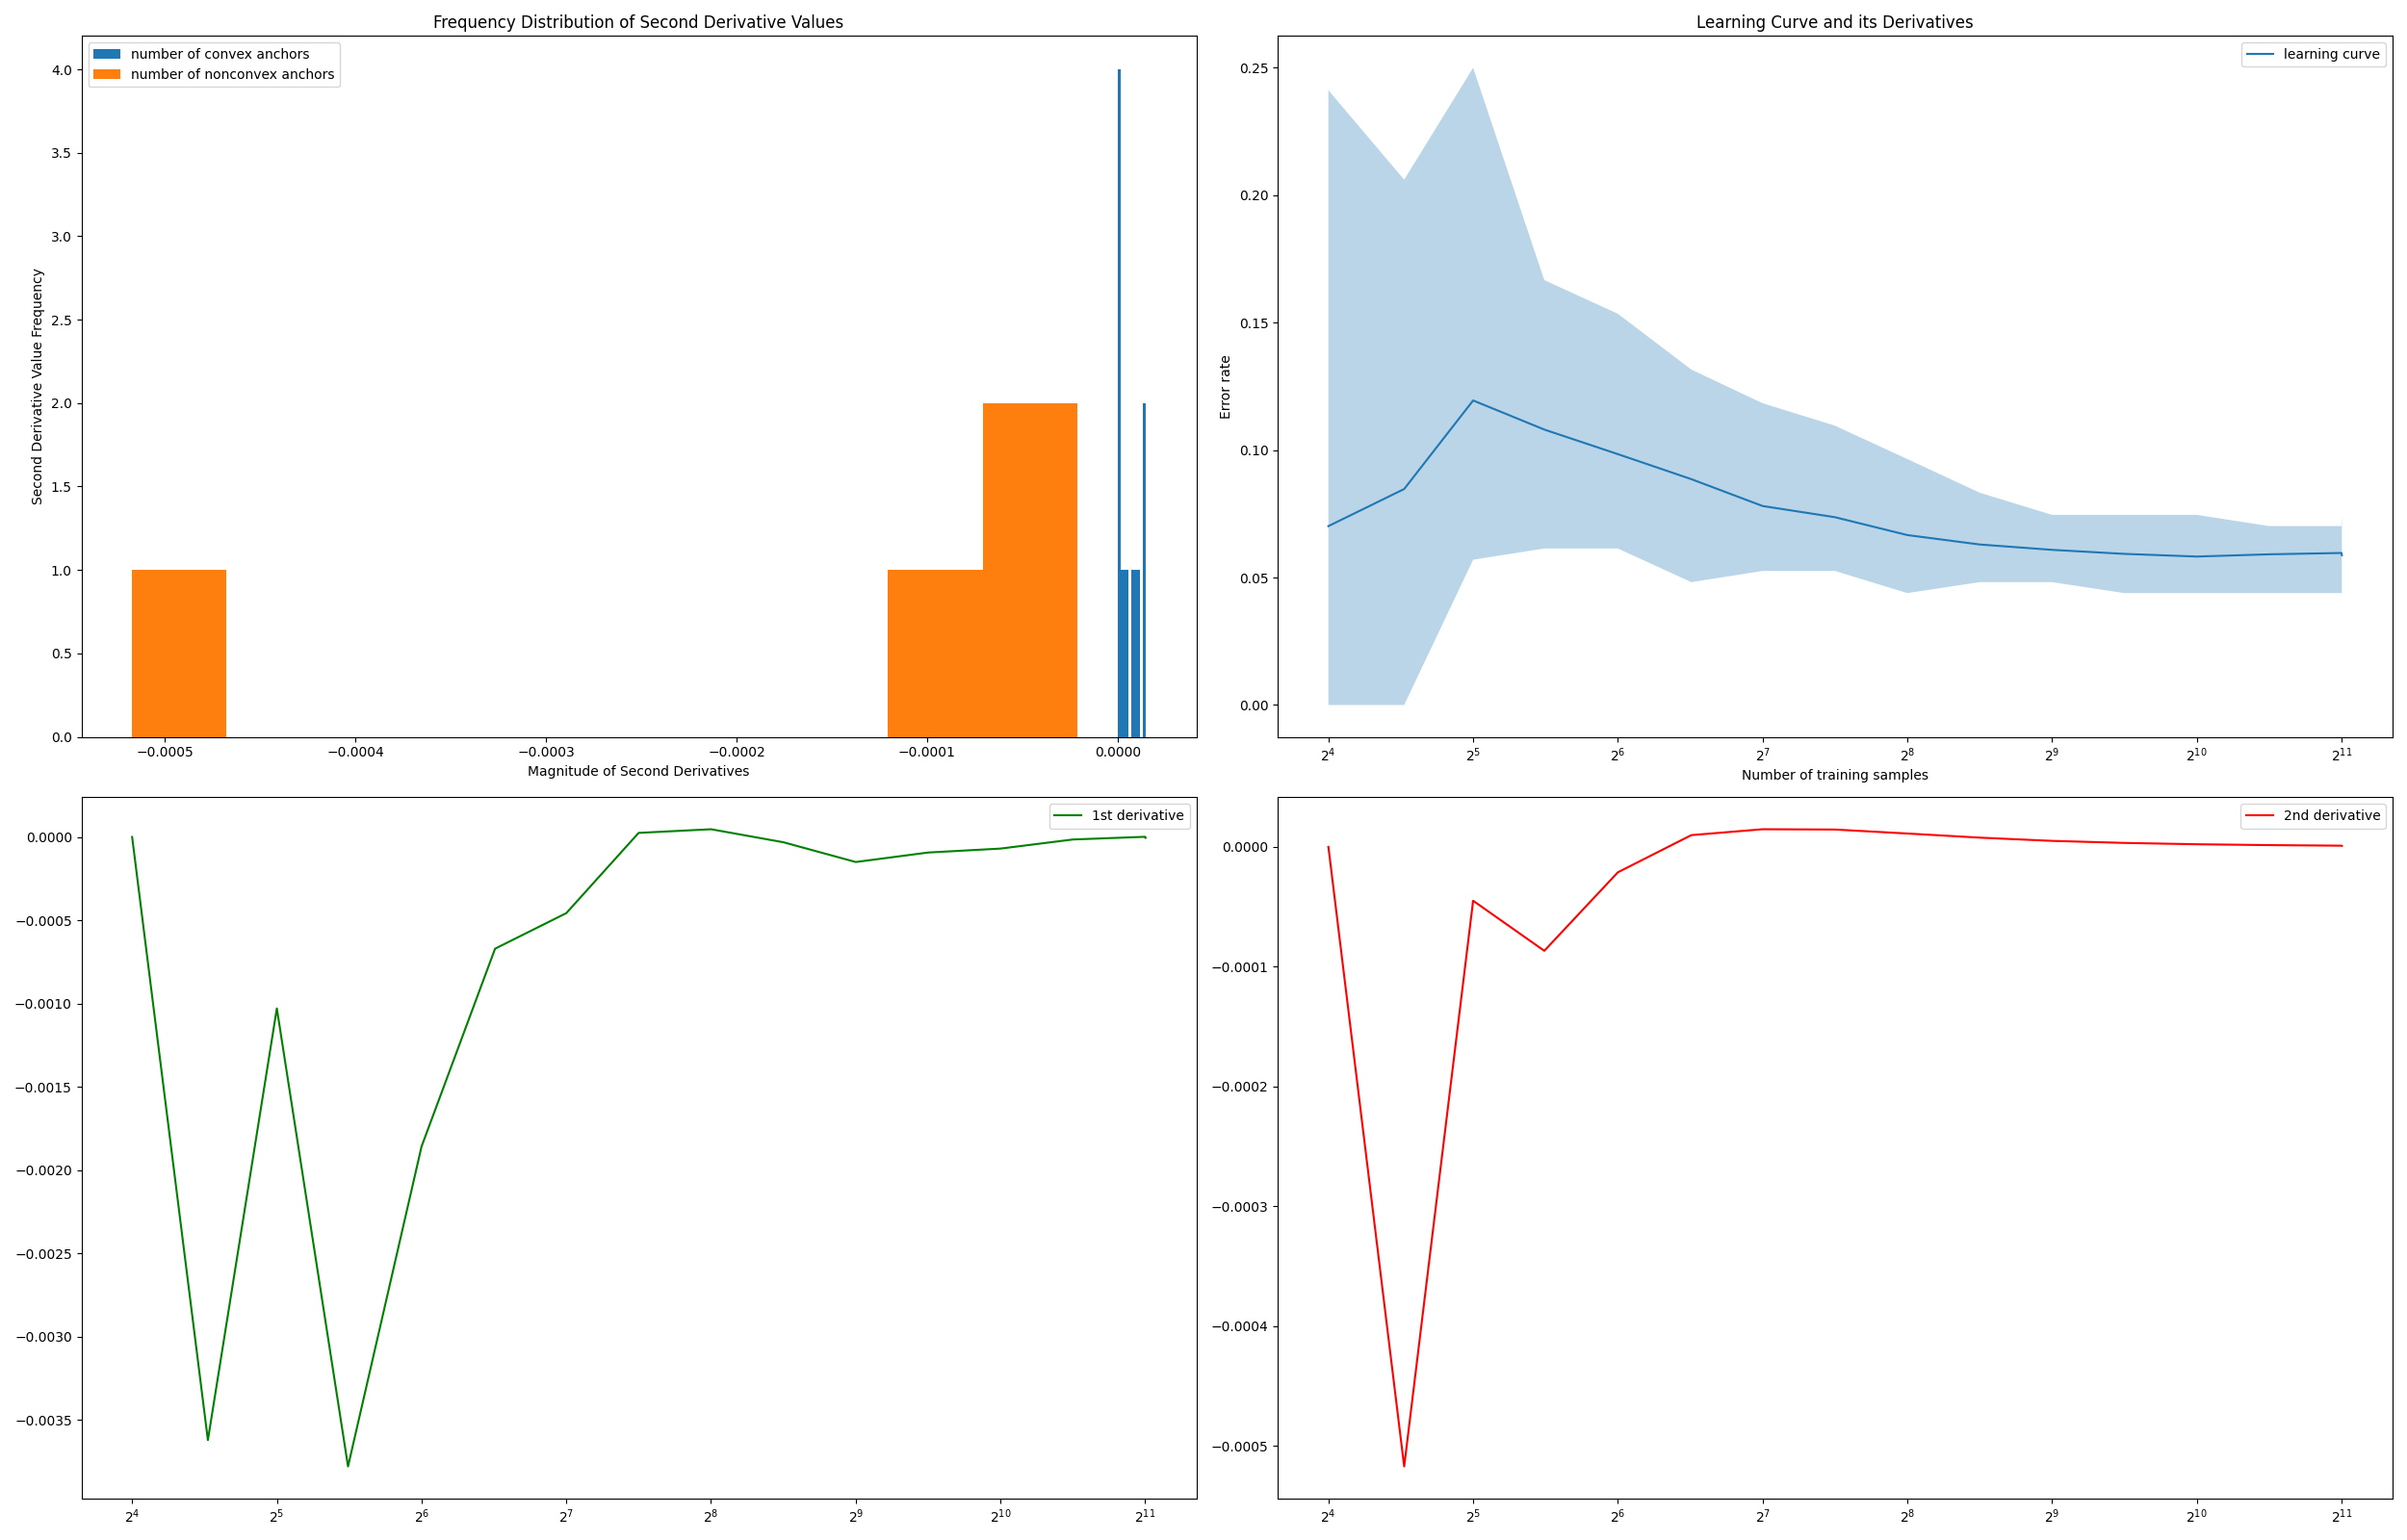 Frequency Distribution of Second Derivative Values
number of convex anchors
number of nonconvex anchors
Second Derivative Value Frequency
4.0
3.5
3.0
2.5
2.0
1.5
1.0
0.5
0.0
−0.0005 −0.0004 −0.0003 −0.0002 −0.0001 0.0000
Magnitude of Second Derivatives
Learning Curve and its Derivatives
learning curve
Error rate
0.25
0.20
0.15
0.10
0.05
0.00
2⁴ 2⁵ 2⁶ 2⁷ 2⁸ 2⁹ 2¹⁰ 2¹¹
Number of training samples
1st derivative
0.0000
−0.0005
−0.0010
−0.0015
−0.0020
−0.0025
−0.0030
−0.0035
2⁴ 2⁵ 2⁶ 2⁷ 2⁸ 2⁹ 2¹⁰ 2¹¹
2nd derivative
0.0000
−0.0001
−0.0002
−0.0003
−0.0004
−0.0005
2⁴ 2⁵ 2⁶ 2⁷ 2⁸ 2⁹ 2¹⁰ 2¹¹